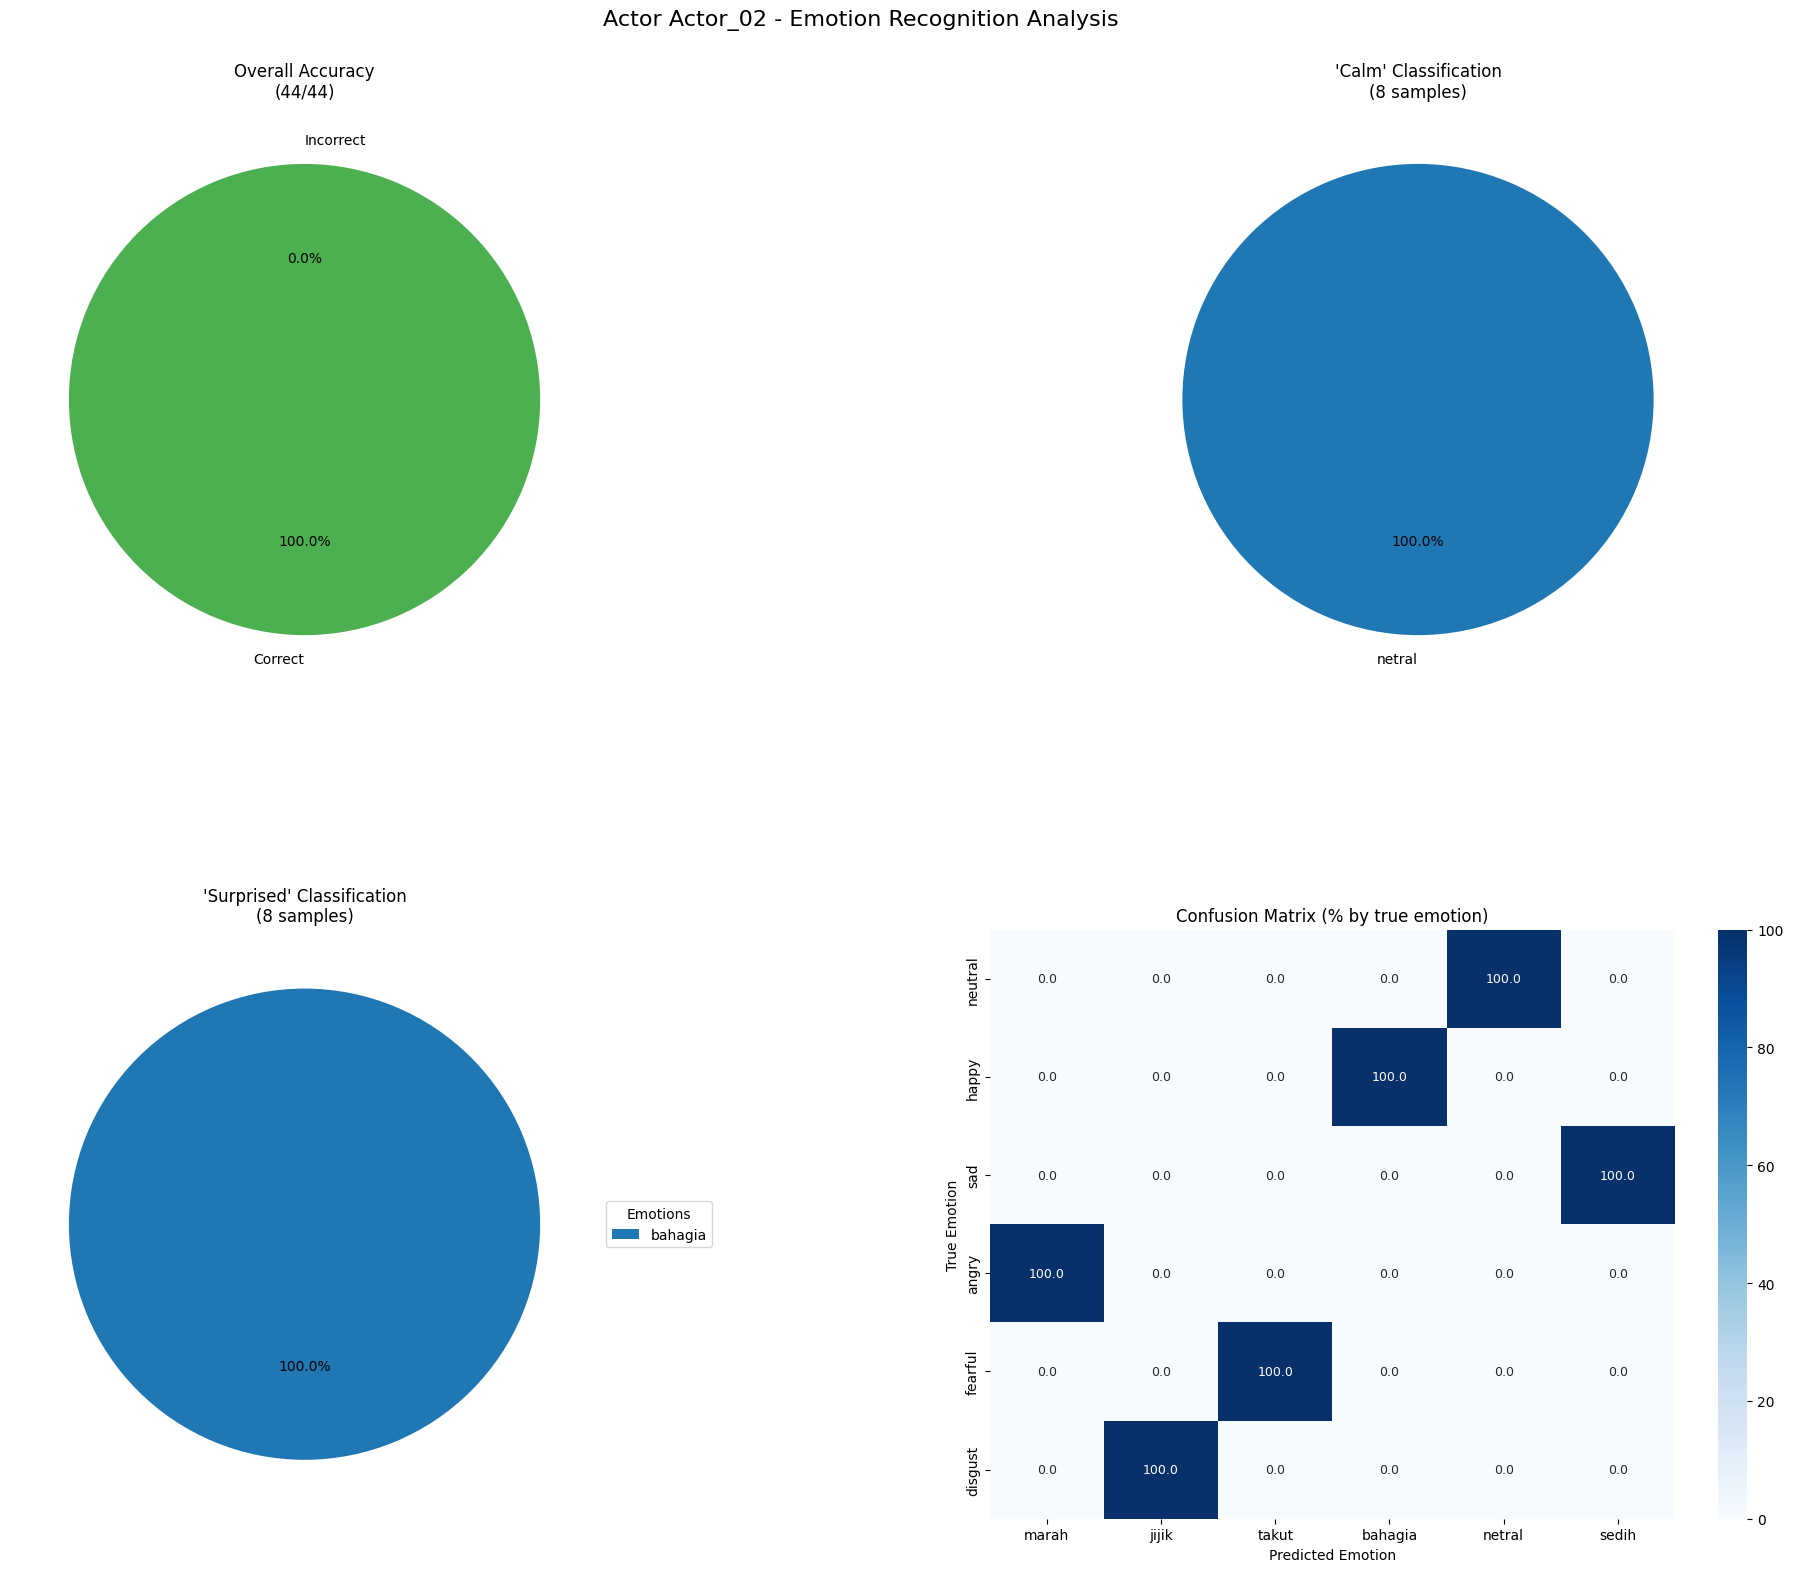 Actor Actor_02 - Emotion Recognition Analysis
Overall Accuracy
(44/44)
Incorrect
0.0%
100.0%
Correct
'Calm' Classification
(8 samples)
100.0%
netral
'Surprised' Classification
(8 samples)
100.0%
Emotions
bahagia
Confusion Matrix (% by true emotion)
True Emotion
neutral 0.0 0.0 0.0 0.0 100.0 0.0
happy 0.0 0.0 0.0 100.0 0.0 0.0
sad 0.0 0.0 0.0 0.0 0.0 100.0
angry 100.0 0.0 0.0 0.0 0.0 0.0
fearful 0.0 0.0 100.0 0.0 0.0 0.0
disgust 0.0 100.0 0.0 0.0 0.0 0.0
marah jijik takut bahagia netral sedih
Predicted Emotion
100
80
60
40
20
0